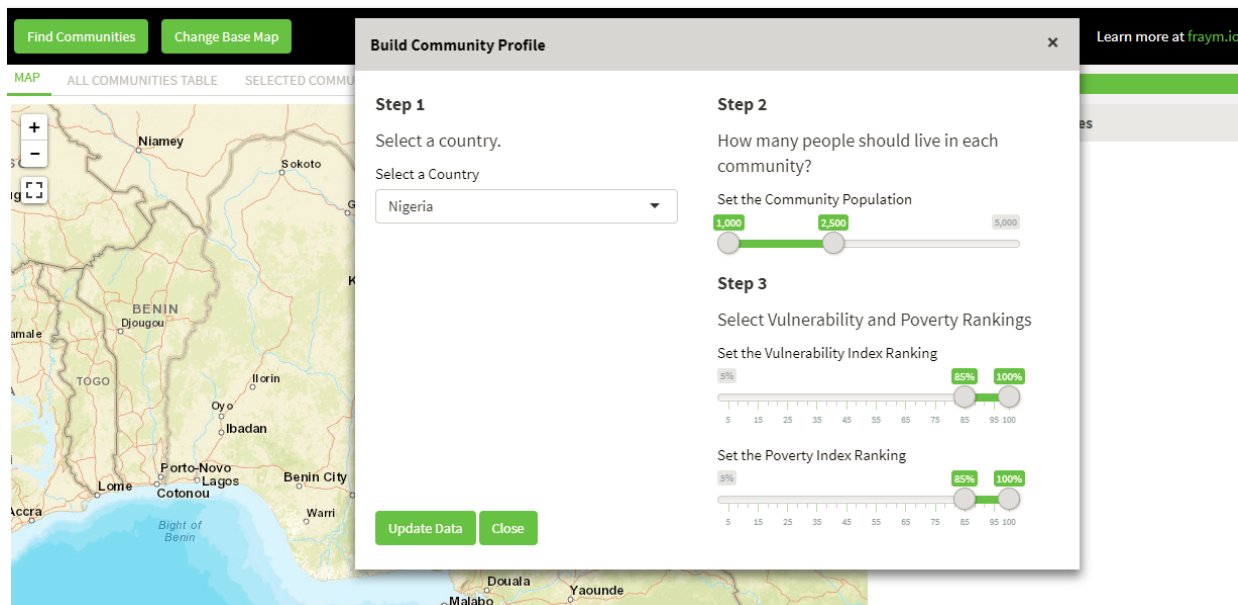 Find Communities
Change Base Map
Learn more at fraym.io
MAP
ALL COMMUNITIES TABLE
SELECTED COMMU
es
Build Community Profile
×
Step 1
Select a country.
Select a Country
Nigeria
Step 2
How many people should live in each
community?
Set the Community Population
1,000 2,500 5,000
Step 3
Select Vulnerability and Poverty Rankings
Set the Vulnerability Index Ranking
5% 85% 100%
5 15 25 35 45 55 65 75 85 95 100
Set the Poverty Index Ranking
5% 85% 100%
5 15 25 35 45 55 65 75 85 95 100
Update Data
Close
+
−
Niamey
Sokoto
BENIN
Djougou
amale
TOGO
Ilorin
Oyo
Ibadan
Porto-Novo
Lagos
Lome
Cotonou
Benin City
Accra
Warri
Bight of
Benin
Douala
Yaounde
Malabo